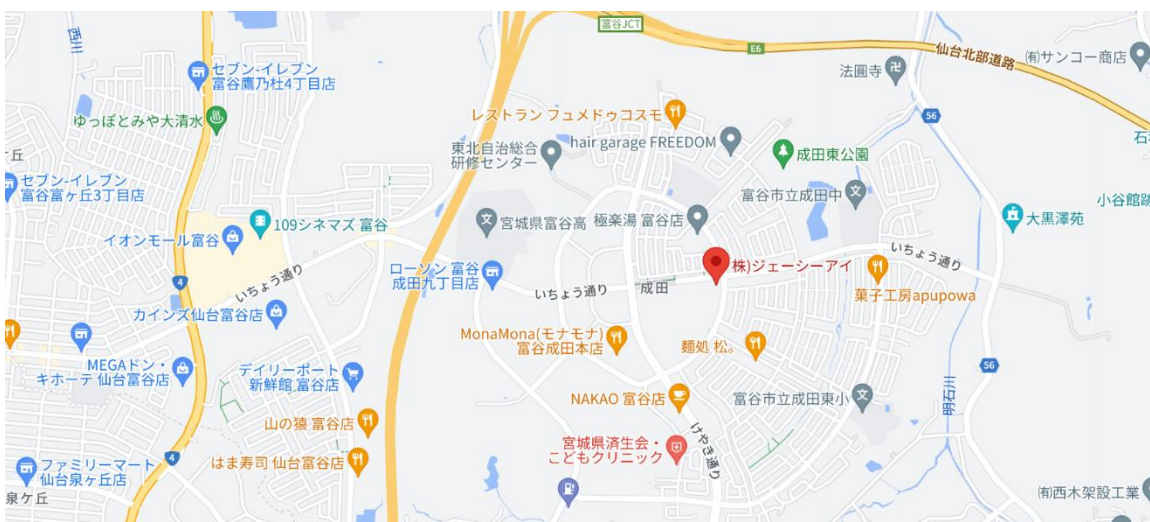 富谷JCT
E6
仙台北部道路
㈲サンコー商店
西川
セブン-イレブン
富谷鷹乃杜4丁目店
法圓寺
ゆっぽとみや大清水
レストラン フュメドゥコスモ
56
東北自治総合
研修センター
hair garage FREEDOM
成田東公園
丘
セブン-イレブン
富谷富ヶ丘3丁目店
富谷市立成田中
小谷館跡
109シネマズ 富谷
宮城県富谷高
極楽湯 富谷店
大黒澤苑
イオンモール富谷
ローソン 富谷
成田九丁目店
株)ジェーシーアイ
いちょう通り
4
いちょう通り
いちょう通り
成田
菓子工房apupowa
カインズ仙台富谷店
MonaMona(モナモナ)
富谷成田本店
麺処 松。
MEGAドン・
キホーテ 仙台富谷店
デイリーポート
新鮮館 富谷店
56
明石川
NAKAO 富谷店
富谷市立成田東小
山の猿 富谷店
けやき通り
宮城県済生会・
こどもクリニック
はま寿司 仙台富谷店
4
ファミリーマート
仙台泉ケ丘店
泉ケ丘
㈲西木架設工業